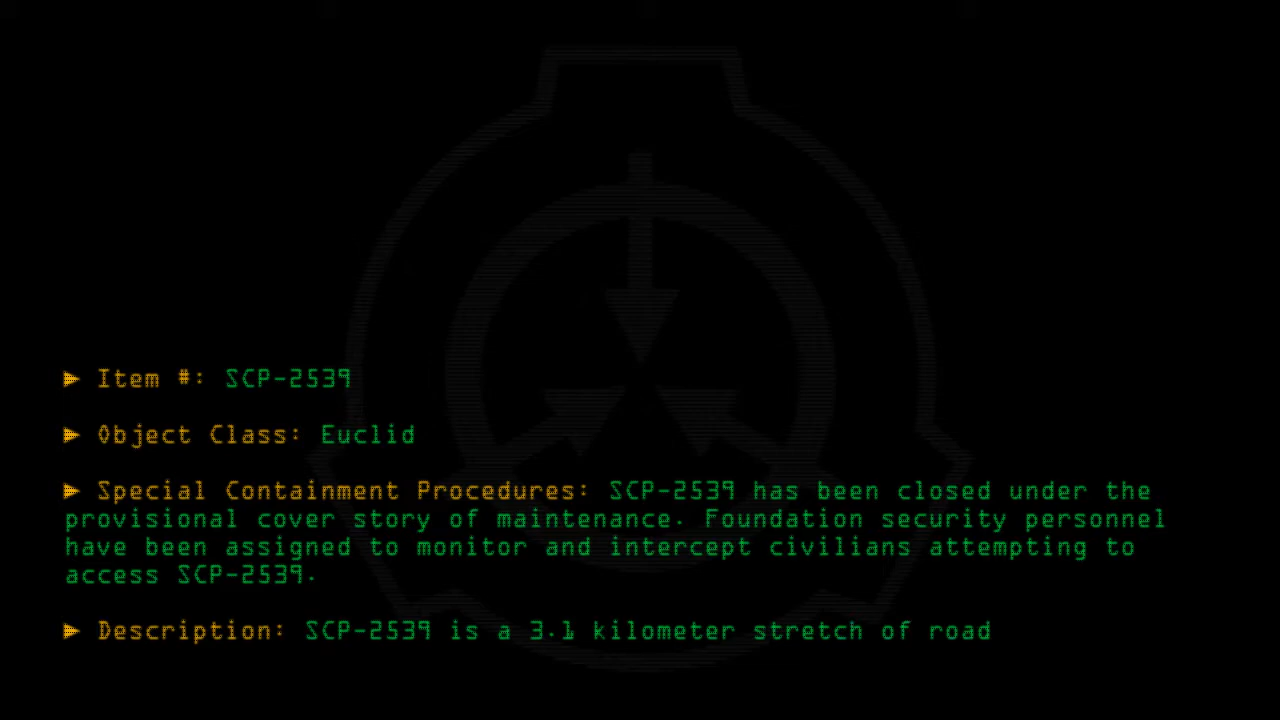 ► Item #: SCP-2539
► Object Class: Euclid
► Special Containment Procedures: SCP-2539 has been closed under the
provisional cover story of maintenance. Foundation security personnel
have been assigned to monitor and intercept civilians attempting to
access SCP-2539.
► Description: SCP-2539 is a 3.1 kilometer stretch of road